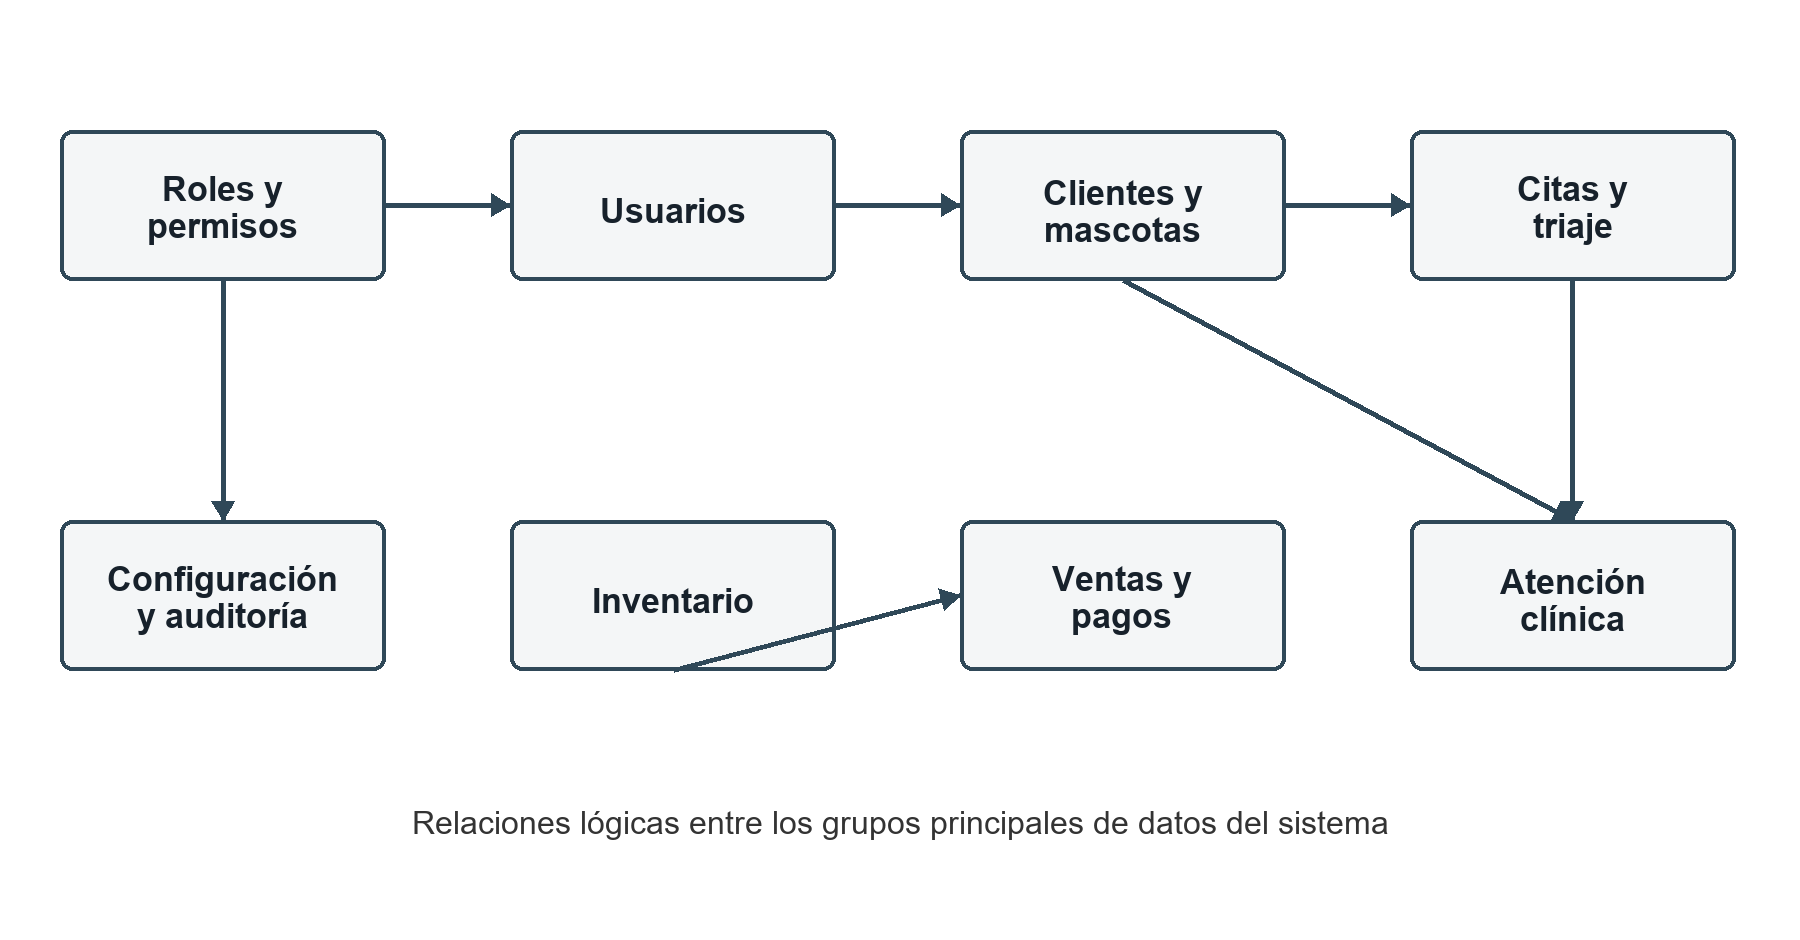 Roles y
permisos
Usuarios
Clientes y
mascotas
Citas y
triaje
Configuración
y auditoría
Inventario
Ventas y
pagos
Atención
clínica
Relaciones lógicas entre los grupos principales de datos del sistema